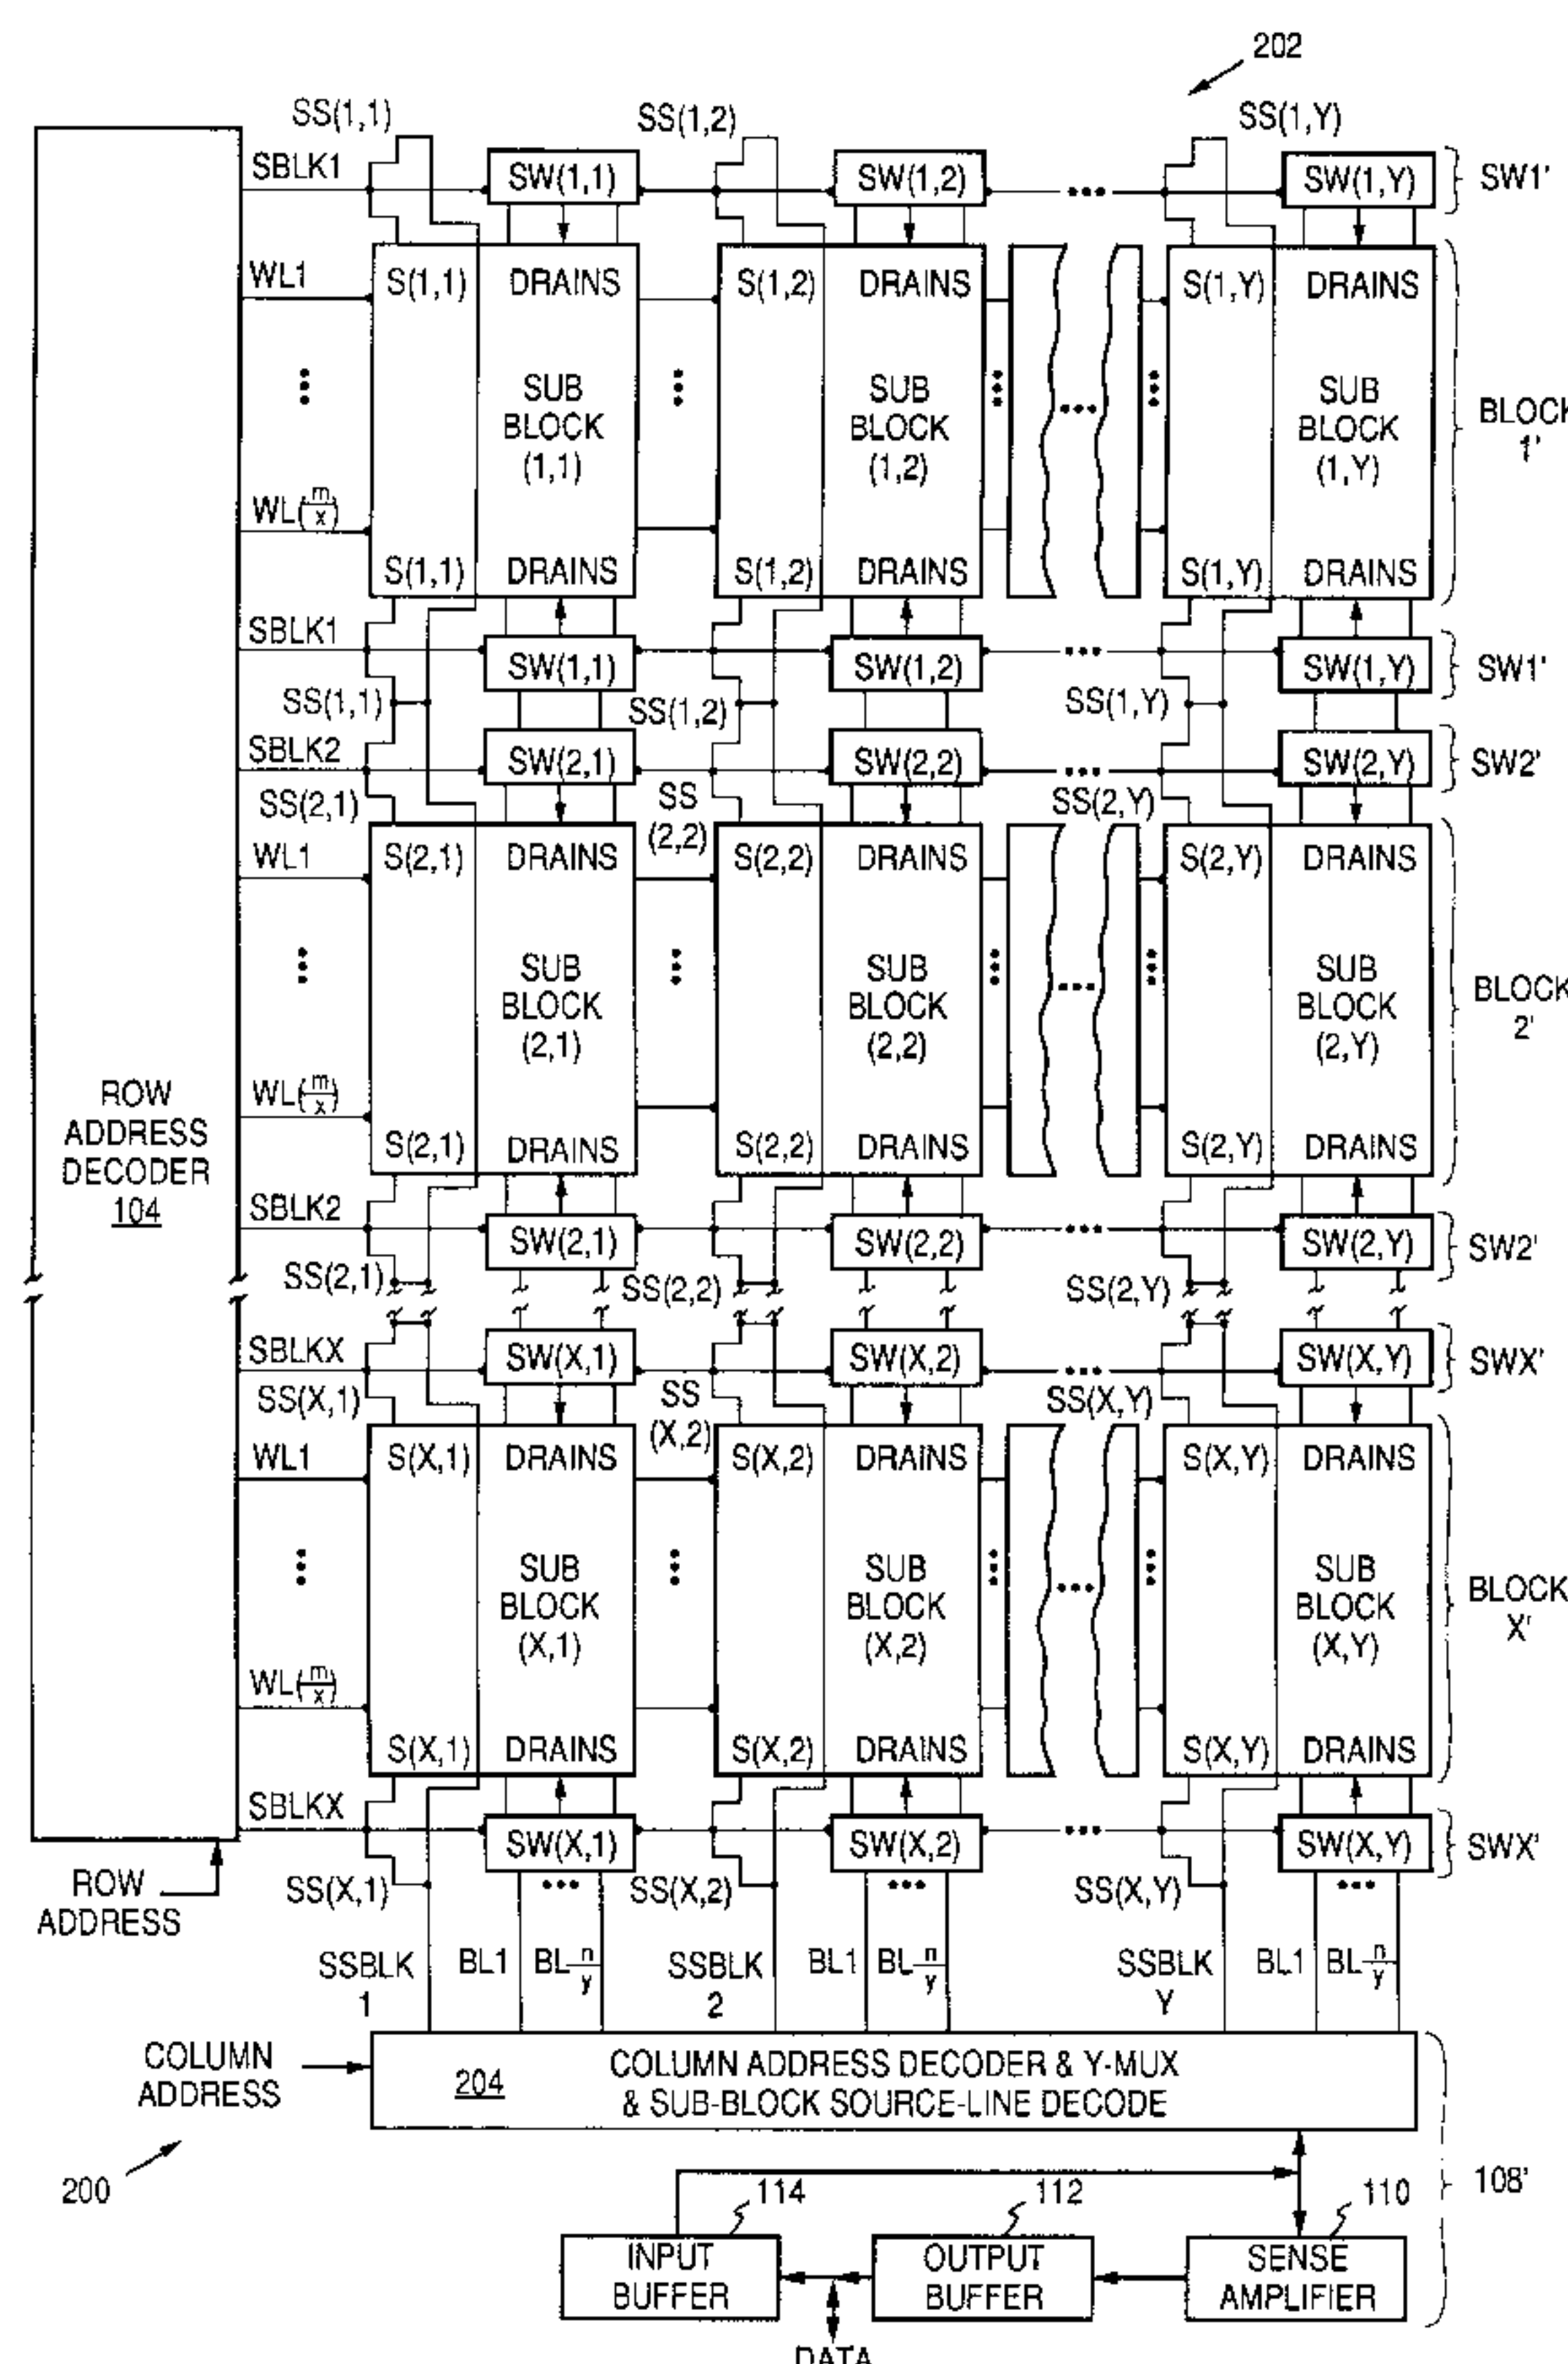 202
SS(1,1) SS(1,2) SS(1,Y)
SBLK1 SW(1,1) SW(1,2) ••• SW(1,Y) SW1'
WL1 S(1,1) DRAINS S(1,2) DRAINS S(1,Y) DRAINS
SUB SUB SUB
BLOCK BLOCK BLOCK BLOCK
(1,1) (1,2) (1,Y) 1'
WL(m/x)
S(1,1) DRAINS S(1,2) DRAINS S(1,Y) DRAINS
SBLK1 SW(1,1) SW(1,2) ••• SW(1,Y) SW1'
SS(1,1) SS(1,2) SS(1,Y)
SBLK2 SW(2,1) SW(2,2) ••• SW(2,Y) SW2'
SS(2,1) SS SS(2,Y)
(2,2)
WL1 S(2,1) DRAINS S(2,2) DRAINS S(2,Y) DRAINS
SUB SUB SUB
BLOCK BLOCK BLOCK BLOCK
(2,1) (2,2) (2,Y) 2'
ROW
ADDRESS
DECODER
104
WL(m/x)
S(2,1) DRAINS S(2,2) DRAINS S(2,Y) DRAINS
SBLK2 SW(2,1) SW(2,2) ••• SW(2,Y) SW2'
SS(2,1) SS(2,2) SS(2,Y)
SBLKX SW(X,1) SW(X,2) ••• SW(X,Y) SWX'
SS(X,1) SS SS(X,Y)
(X,2)
WL1 S(X,1) DRAINS S(X,2) DRAINS S(X,Y) DRAINS
SUB SUB SUB
BLOCK BLOCK BLOCK BLOCK
(X,1) (X,2) (X,Y) X'
WL(m/x)
S(X,1) DRAINS S(X,2) DRAINS S(X,Y) DRAINS
SBLKX SW(X,1) SW(X,2) ••• SW(X,Y) SWX'
SS(X,1) ••• SS(X,2) ••• SS(X,Y) •••
ROW
ADDRESS
SSBLK BL1 BL n/y SSBLK BL1 BL n/y SSBLK BL1 BL n/y
1 2 Y
COLUMN
ADDRESS
204 COLUMN ADDRESS DECODER & Y-MUX
& SUB-BLOCK SOURCE-LINE DECODE
200 114 112 110 108'
INPUT OUTPUT SENSE
BUFFER BUFFER AMPLIFIER
DATA